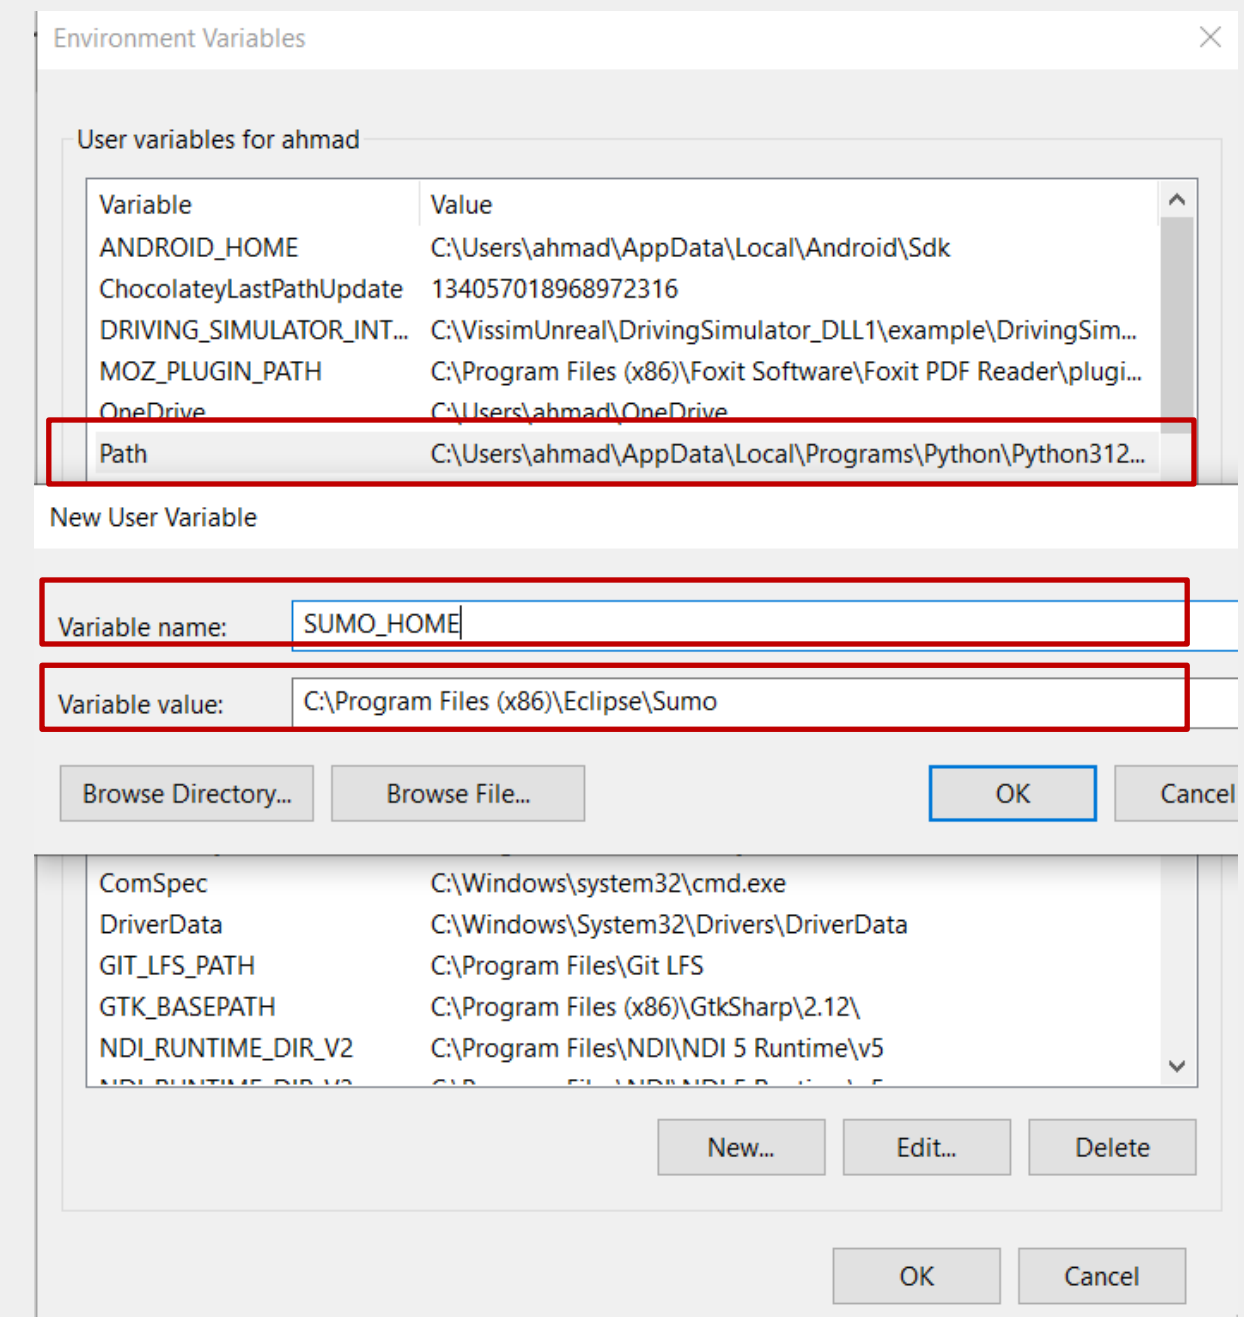 Environment Variables
User variables for ahmad
Variable Value
ANDROID_HOME C:\Users\ahmad\AppData\Local\Android\Sdk
ChocolateyLastPathUpdate 134057018968972316
DRIVING_SIMULATOR_INT... C:\VissimUnreal\DrivingSimulator_DLL1\example\DrivingSim...
MOZ_PLUGIN_PATH C:\Program Files (x86)\Foxit Software\Foxit PDF Reader\plugi...
OneDrive C:\Users\ahmad\OneDrive
Path C:\Users\ahmad\AppData\Local\Programs\Python\Python312...
New User Variable
Variable name: SUMO_HOME
Variable value: C:\Program Files (x86)\Eclipse\Sumo
Browse Directory... Browse File... OK Cancel
ComSpec C:\Windows\system32\cmd.exe
DriverData C:\Windows\System32\Drivers\DriverData
GIT_LFS_PATH C:\Program Files\Git LFS
GTK_BASEPATH C:\Program Files (x86)\GtkSharp\2.12\
NDI_RUNTIME_DIR_V2 C:\Program Files\NDI\NDI 5 Runtime\v5
New... Edit... Delete
OK Cancel